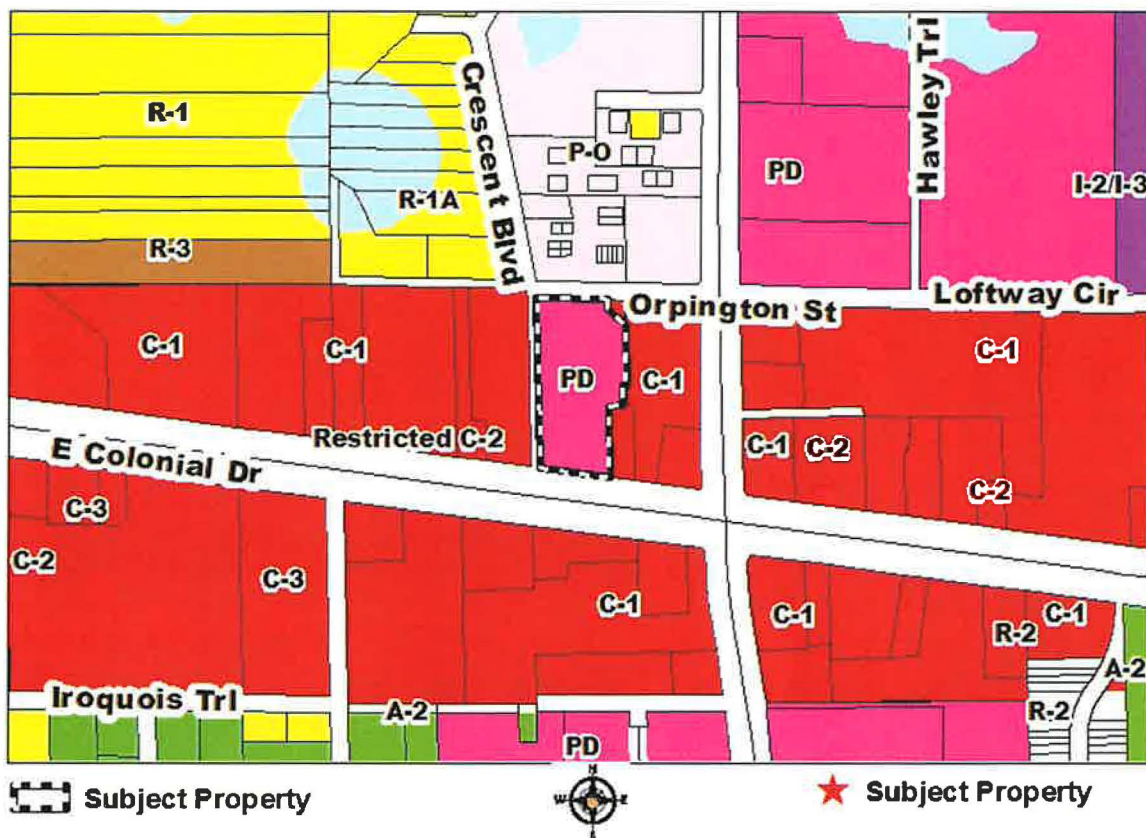 Hawley Trl
Crescent Blvd
R-1
P-O
PD
I-2/I-3
R-1A
R-3
Loftway Cir
Orpington St
C-1
C-1
PD
C-1
C-1
Restricted C-2
C-1
C-2
E Colonial Dr
C-2
C-3
C-2
C-3
C-1
C-1
R-2
C-1
A-2
Iroquois Trl
A-2
R-2
PD
N
W
E
S
Subject Property
Subject Property